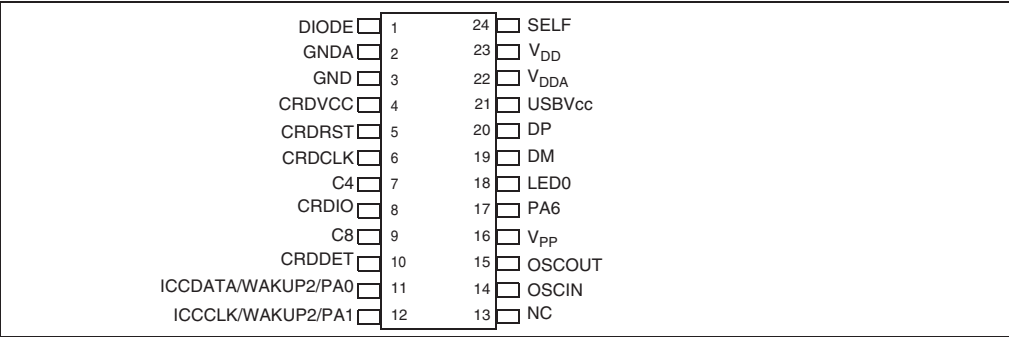 DIODE 1 24 SELF
GNDA 2 23 VDD
GND 3 22 VDDA
CRDVCC 4 21 USBVcc
CRDRST 5 20 DP
CRDCLK 6 19 DM
C4 7 18 LED0
CRDIO 8 17 PA6
C8 9 16 VPP
CRDDET 10 15 OSCOUT
ICCDATA/WAKUP2/PA0 11 14 OSCIN
ICCCLK/WAKUP2/PA1 12 13 NC